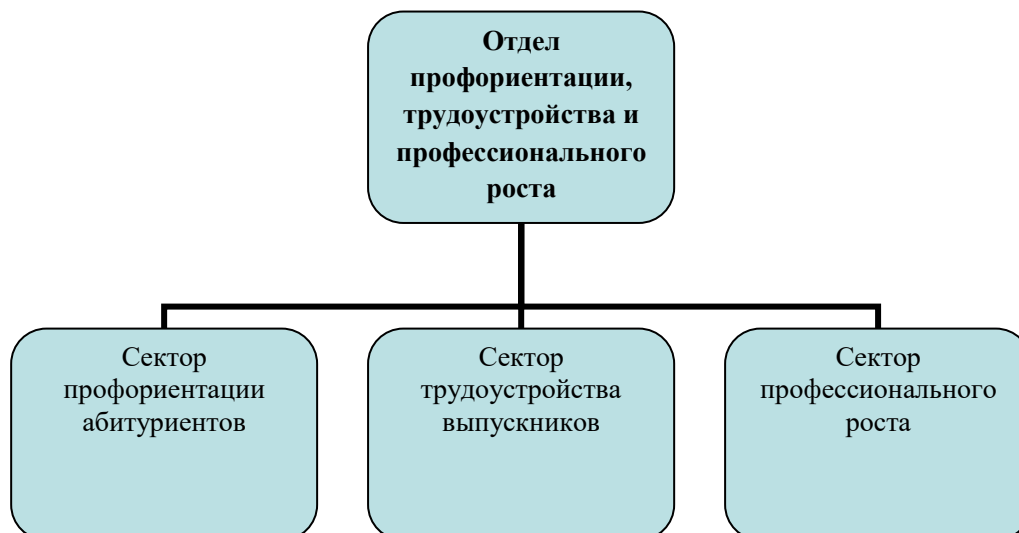 Отдел
профориентации,
трудоустройства и
профессионального
роста
Сектор
профориентации
абитуриентов
Сектор
трудоустройства
выпускников
Сектор
профессионального
роста